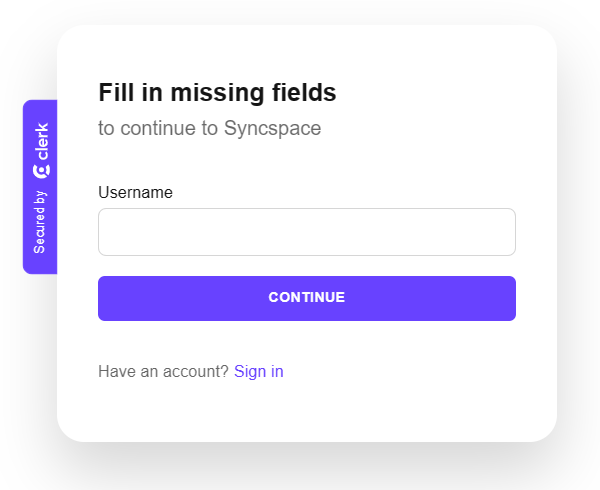 Fill in missing fields
to continue to Syncspace
Secured by clerk
Username
CONTINUE
Have an account? Sign in